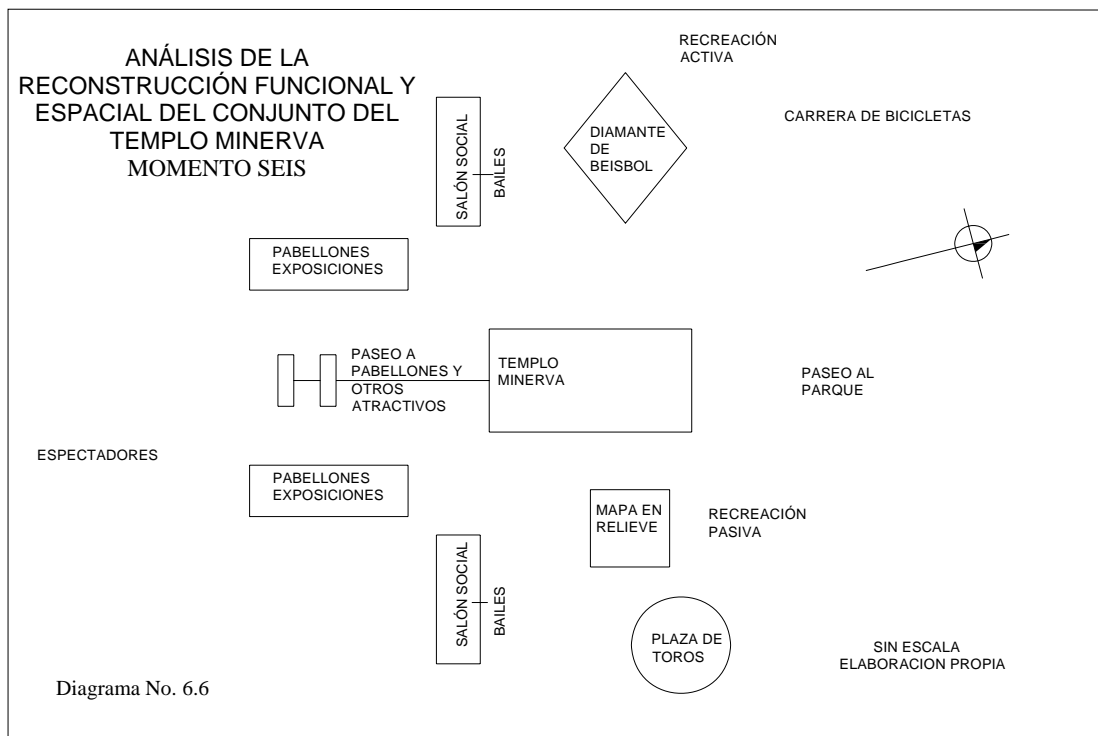 ANÁLISIS DE LA
RECONSTRUCCIÓN FUNCIONAL Y
ESPACIAL DEL CONJUNTO DEL
TEMPLO MINERVA
MOMENTO SEIS
RECREACIÓN
ACTIVA
CARRERA DE BICICLETAS
SALÓN SOCIAL
BAILES
DIAMANTE
DE
BEISBOL
PABELLONES
EXPOSICIONES
PASEO A
PABELLONES Y
OTROS
ATRACTIVOS
TEMPLO
MINERVA
PASEO AL
PARQUE
ESPECTADORES
PABELLONES
EXPOSICIONES
MAPA EN
RELIEVE
RECREACIÓN
PASIVA
SALÓN SOCIAL
BAILES
PLAZA DE
TOROS
SIN ESCALA
ELABORACION PROPIA
Diagrama No. 6.6